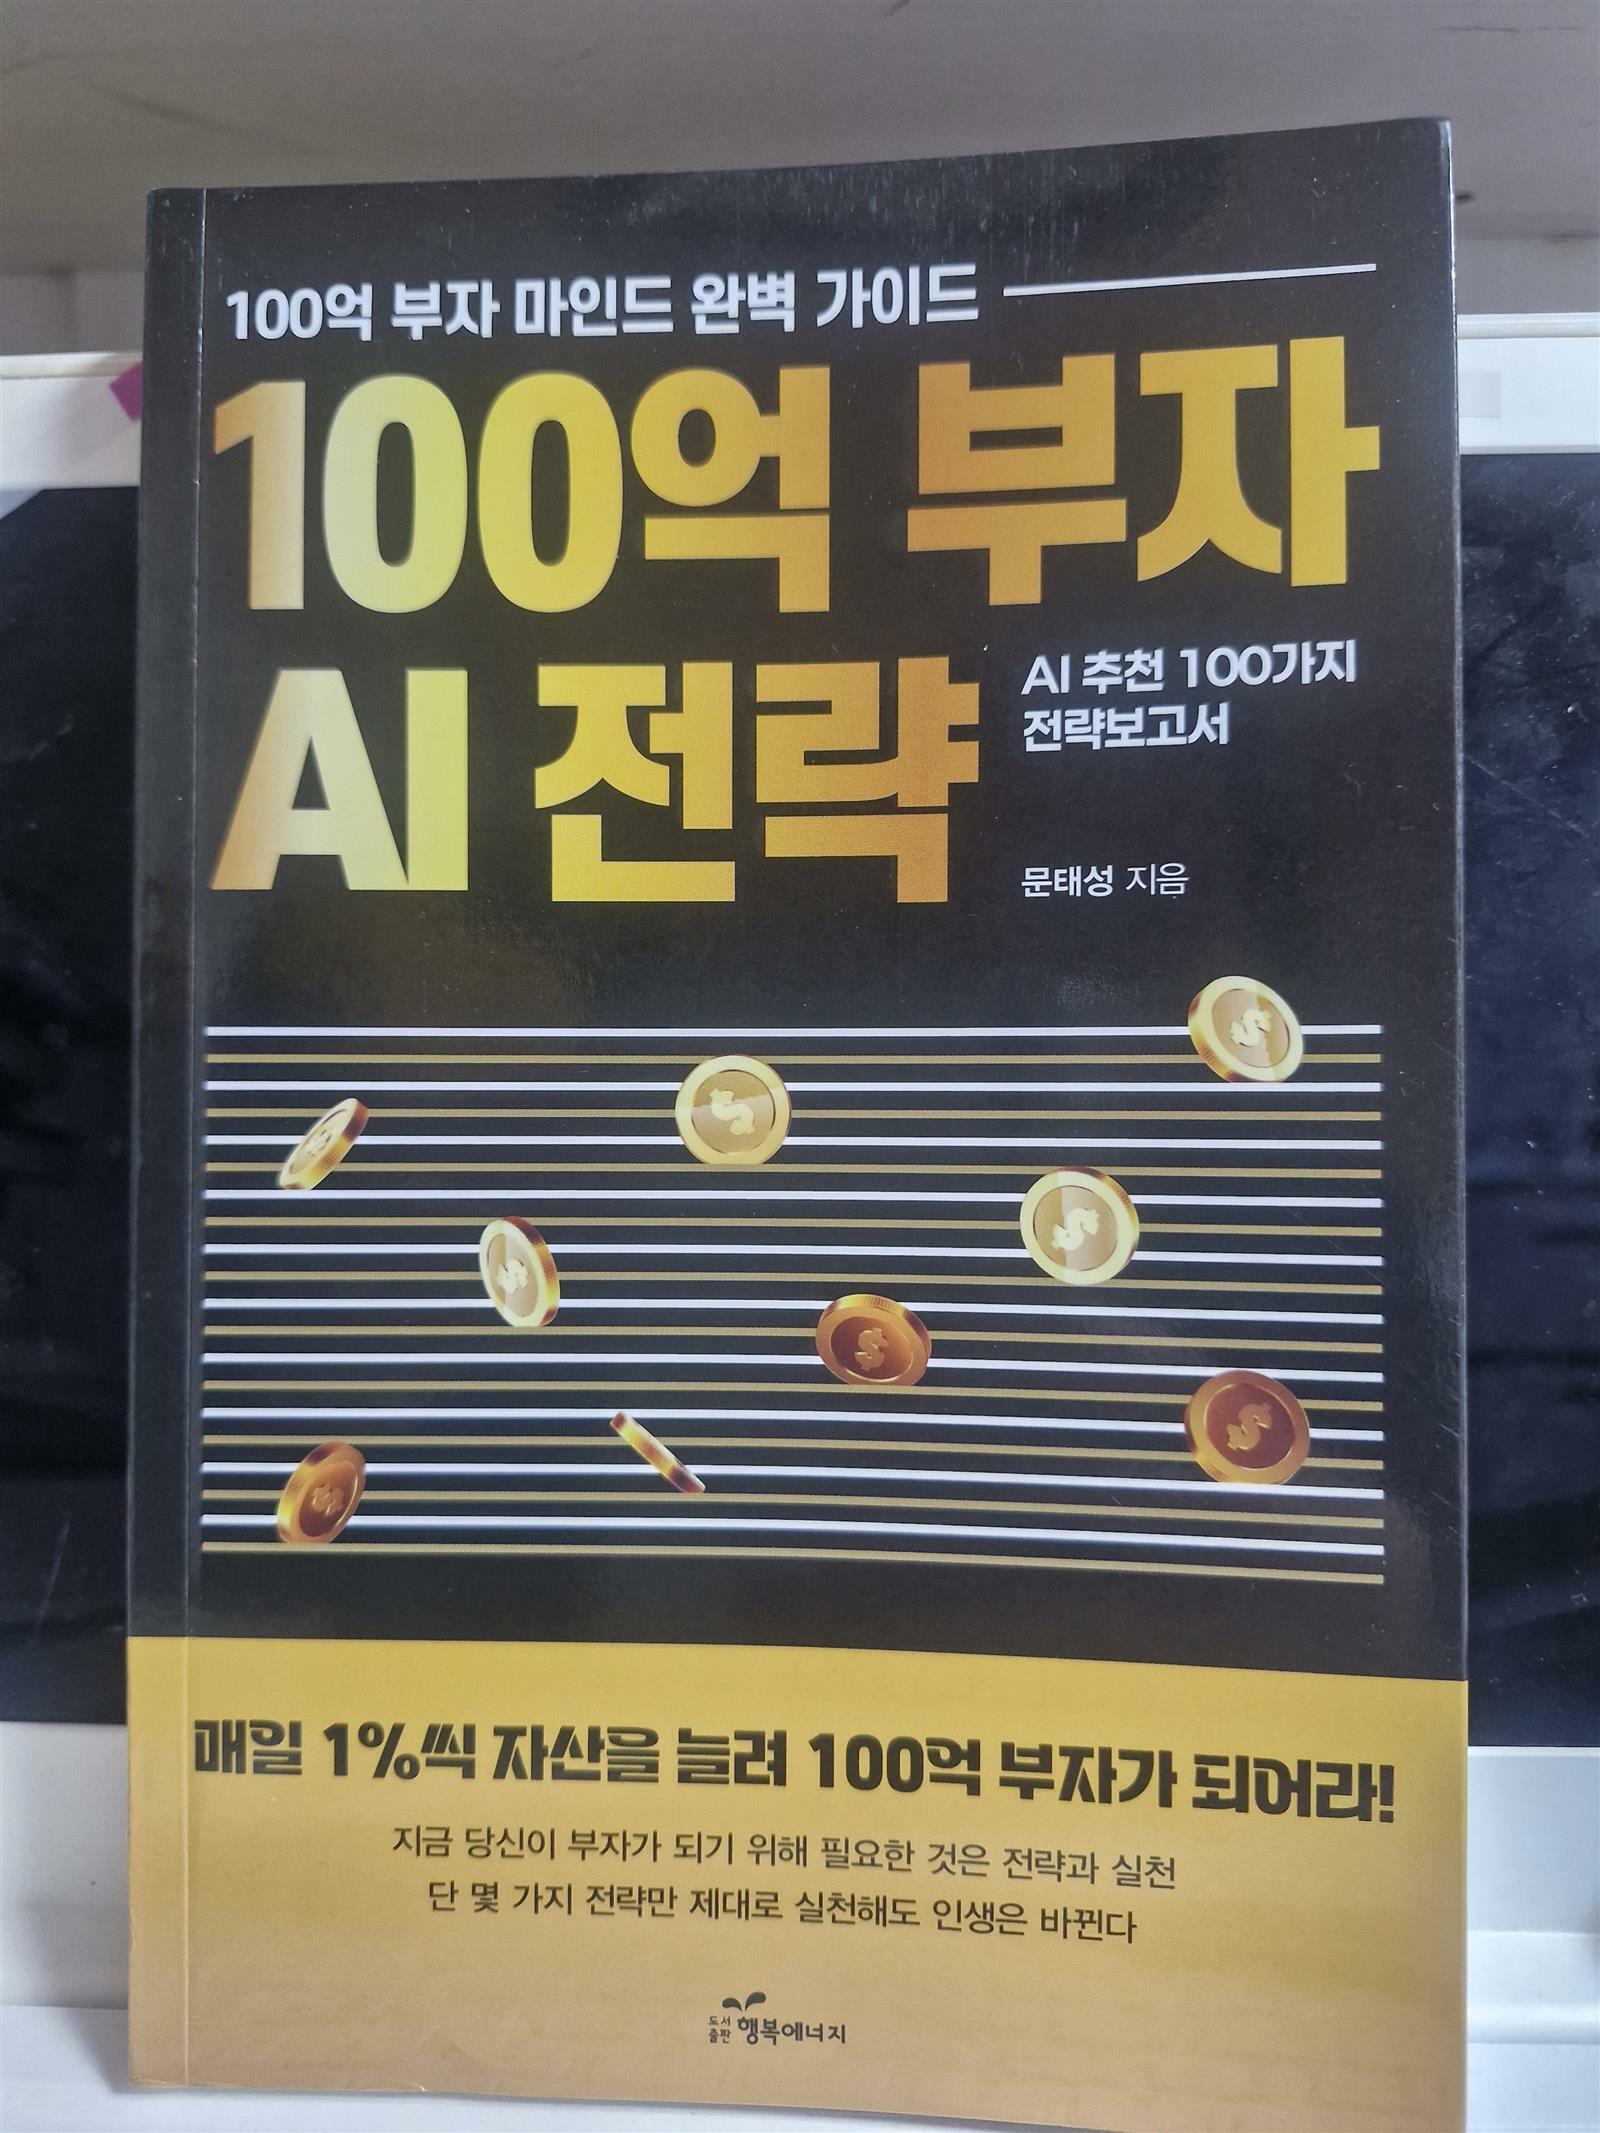 100억 부자 마인드 완벽 가이드
100억 부자
AI 전략
AI 추천 100가지
전략보고서
문태성 지음
매일 1%씩 자산을 늘려 100억 부자가 되어라!
지금 당신이 부자가 되기 위해 필요한 것은 전략과 실천
단 몇 가지 전략만 제대로 실천해도 인생은 바뀐다
도서출판 행복에너지